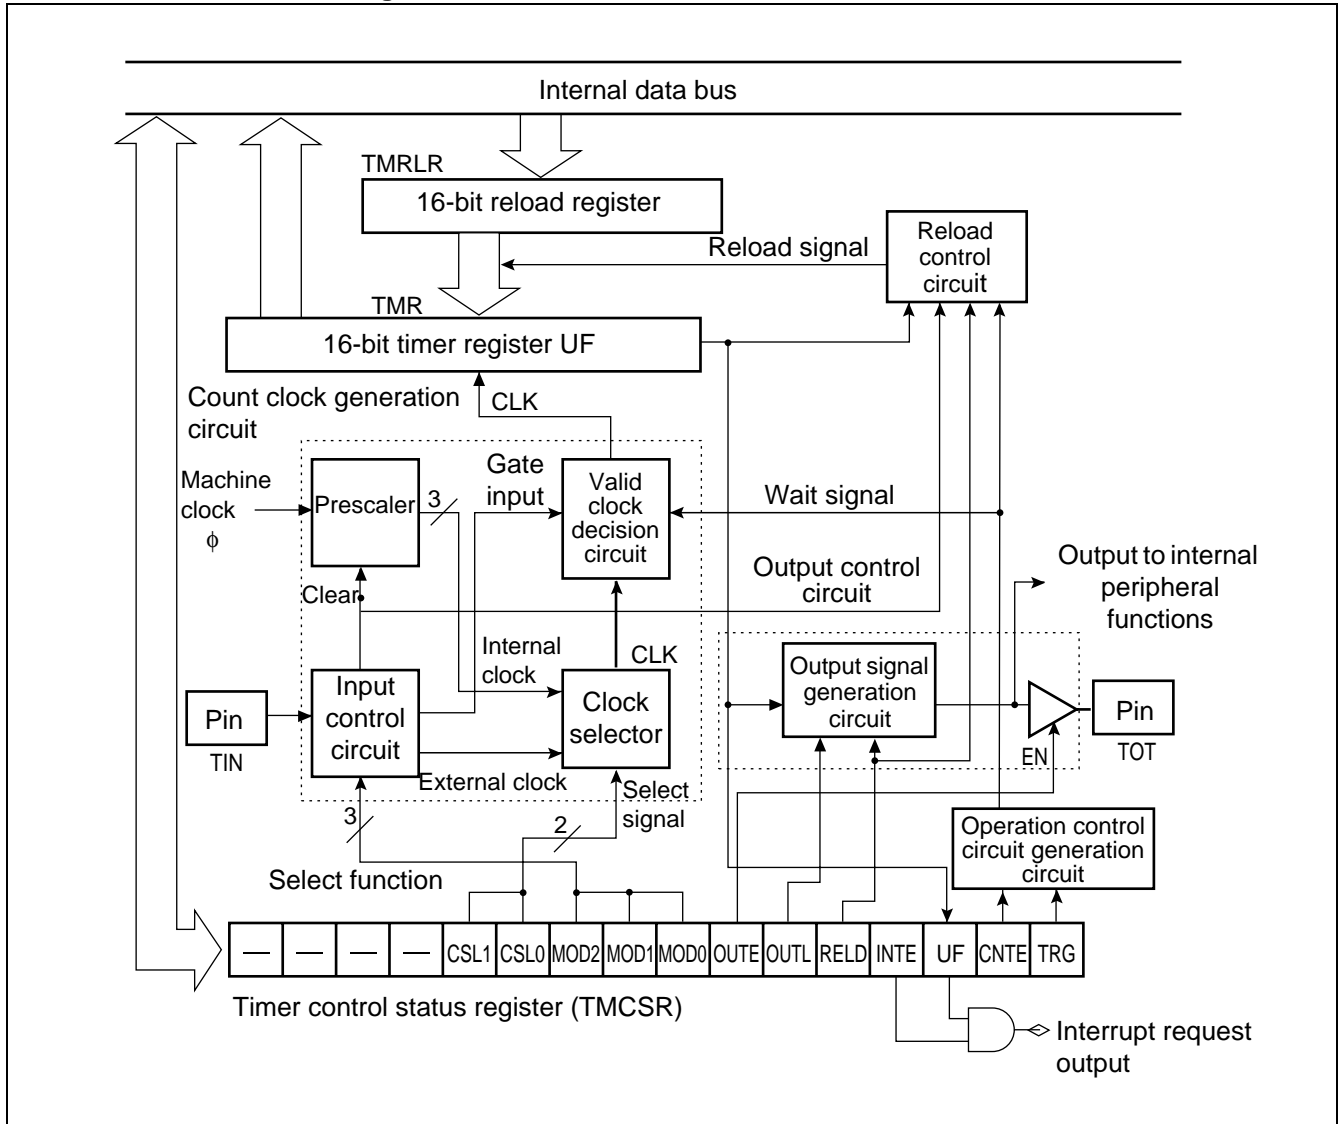 Internal data bus
TMRLR
16-bit reload register
Reload signal
Reload
control
circuit
TMR
16-bit timer register UF
Count clock generation
circuit
CLK
Machine
clock
ϕ
Prescaler
3
Gate
input
Valid
clock
decision
circuit
Wait signal
Clear
Output control
circuit
Output to internal
peripheral
functions
Internal
clock
CLK
Pin
TIN
Input
control
circuit
Clock
selector
External clock
Output signal
generation
circuit
EN
Pin
TOT
Select
signal
3
2
Select function
Operation control
circuit generation
circuit
— — — — CSL1 CSL0 MOD2 MOD1 MOD0 OUTE OUTL RELD INTE UF CNTE TRG
Timer control status register (TMCSR)
Interrupt request
output